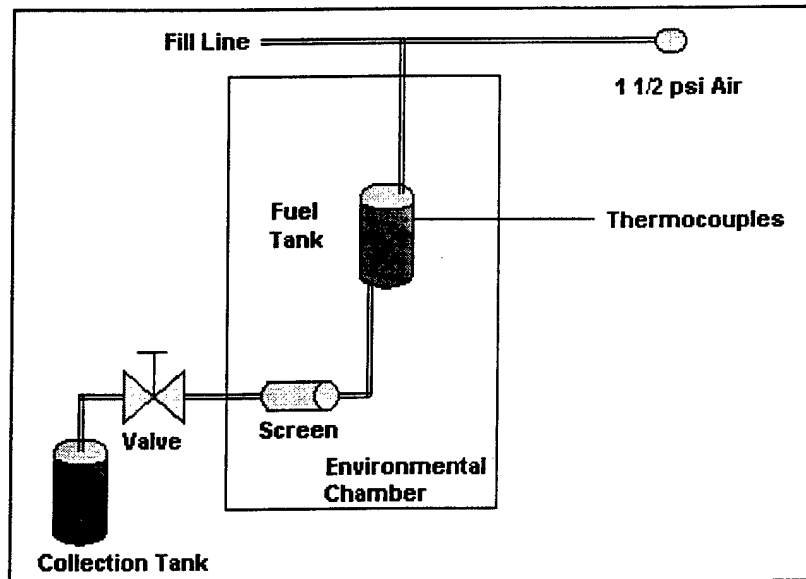 Fill Line
1 1/2 psi Air
Fuel
Tank
Thermocouples
Valve
Screen
Environmental
Chamber
Collection Tank